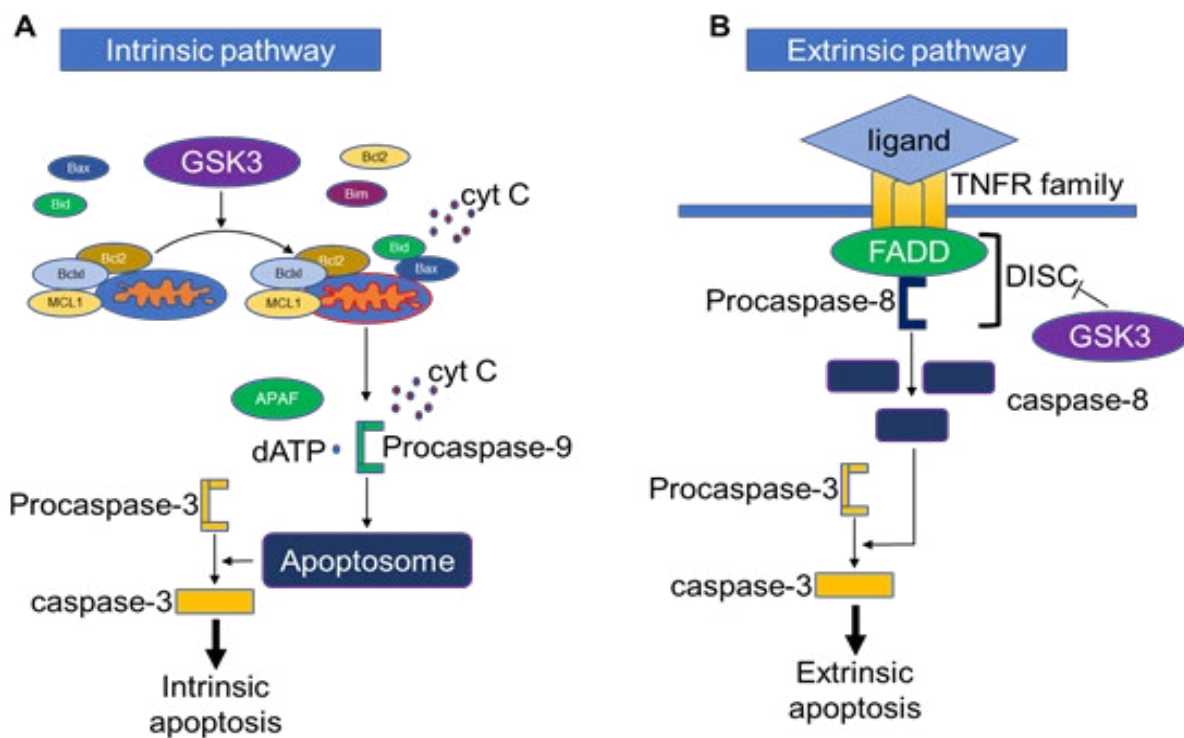 A
Intrinsic pathway
GSK3
Bax
Bid
Bcl2
Bim
cyt C
Bcl2
Bclxl
MCL1
Bcl2
Bclxl
MCL1
Bid
Bax
cyt C
APAF
dATP
Procaspase-9
Procaspase-3
Apoptosome
caspase-3
Intrinsic
apoptosis
B
Extrinsic pathway
ligand
TNFR family
FADD
DISC
Procaspase-8
GSK3
caspase-8
Procaspase-3
caspase-3
Extrinsic
apoptosis